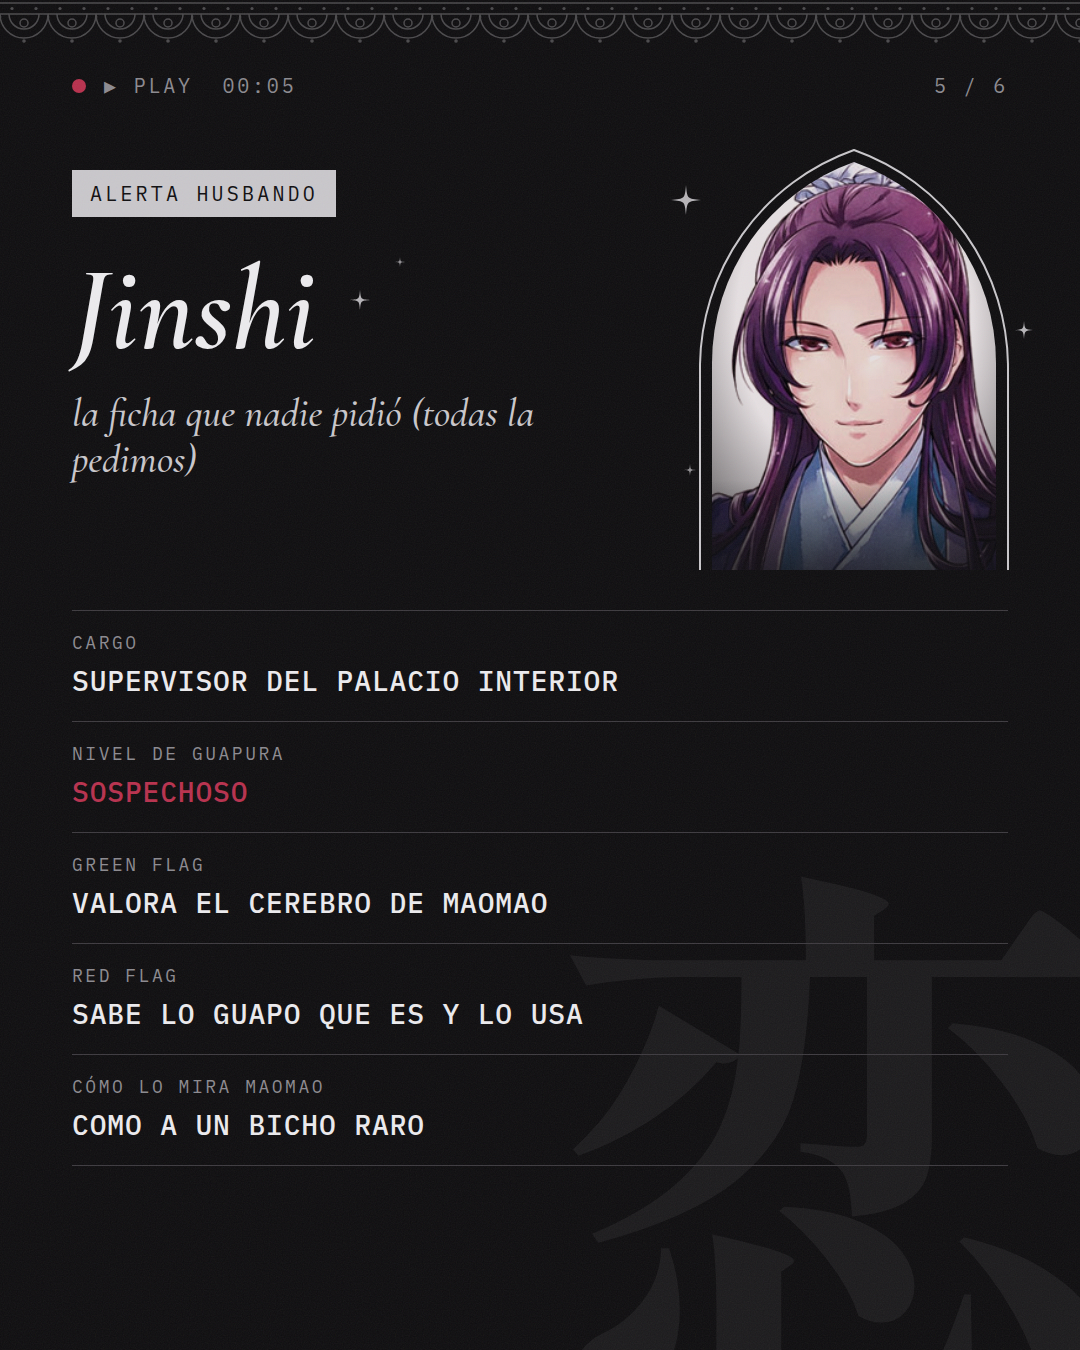 ▶ PLAY 00:05
5 / 6
ALERTA HUSBANDO
Jinshi
la ficha que nadie pidió (todas la
pedimos)
CARGO
SUPERVISOR DEL PALACIO INTERIOR
NIVEL DE GUAPURA
SOSPECHOSO
GREEN FLAG
VALORA EL CEREBRO DE MAOMAO
RED FLAG
SABE LO GUAPO QUE ES Y LO USA
CÓMO LO MIRA MAOMAO
COMO A UN BICHO RARO
恋